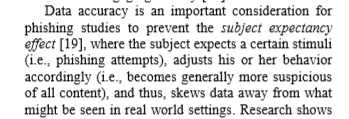 Data accuracy is an important consideration for
phishing studies to prevent the subject expectancy
effect [19], where the subject expects a certain stimuli
(i.e., phishing attempts), adjusts his or her behavior
accordingly (i.e., becomes generally more suspicious
of all content), and thus, skews data away from what
might be seen in real world settings. Research shows